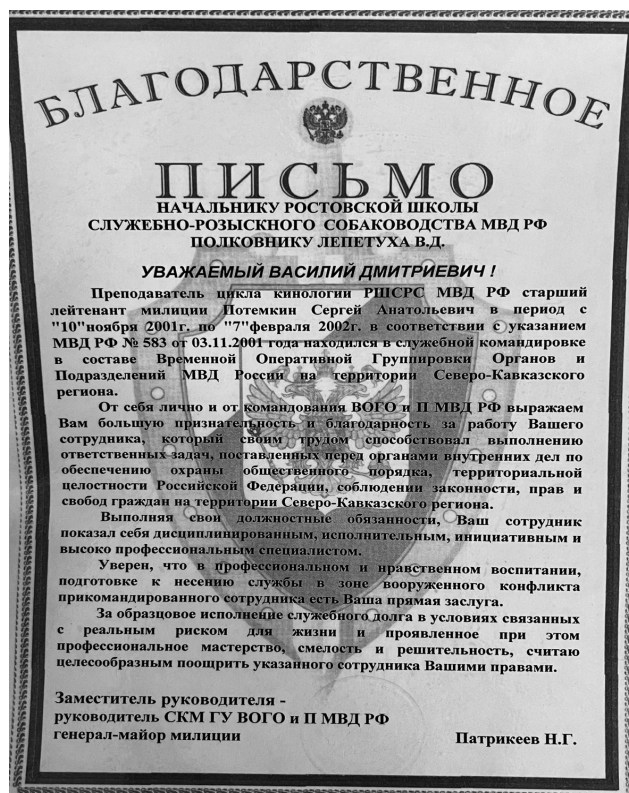 БЛАГОДАРСТВЕННОЕ
ПИСЬМО
НАЧАЛЬНИКУ РОСТОВСКОЙ ШКОЛЫ
СЛУЖЕБНО-РОЗЫСКНОГО СОБАКОВОДСТВА МВД РФ
ПОЛКОВНИКУ ЛЕПЕТУХА В.Д.
УВАЖАЕМЫЙ ВАСИЛИЙ ДМИТРИЕВИЧ !
Преподаватель цикла кинологии РШСРС МВД РФ старший
лейтенант милиции Потемкин Сергей Анатольевич в период с
"10"ноября 2001г. по "7"февраля 2002г. в соответствии с указанием
МВД РФ № 583 от 03.11.2001 года находился в служебной командировке
в составе Временной Оперативной Группировки Органов и
Подразделений МВД России на территории Северо-Кавказского
региона.
От себя лично и от командования ВОГО и П МВД РФ выражаем
Вам большую признательность и благодарность за работу Вашего
сотрудника, который своим трудом способствовал выполнению
ответственных задач, поставленных перед органами внутренних дел по
обеспечению охраны общественного порядка, территориальной
целостности Российской Федерации, соблюдении законности, прав и
свобод граждан на территории Северо-Кавказского региона.
Выполняя свои должностные обязанности, Ваш сотрудник
показал себя дисциплинированным, исполнительным, инициативным и
высоко профессиональным специалистом.
Уверен, что в профессиональном и нравственном воспитании,
подготовке к несению службы в зоне вооруженного конфликта
прикомандированного сотрудника есть Ваша прямая заслуга.
За образцовое исполнение служебного долга в условиях связанных
с реальным риском для жизни и проявленное при этом
профессиональное мастерство, смелость и решительность, считаю
целесообразным поощрить указанного сотрудника Вашими правами.
Заместитель руководителя -
руководитель СКМ ГУ ВОГО и П МВД РФ
генерал-майор милиции Патрикеев Н.Г.